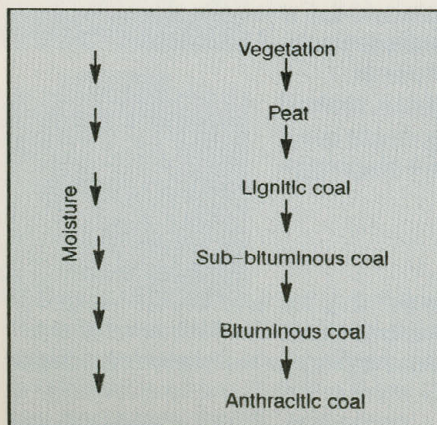 Vegetation
Peat
Lignitic coal
Moisture
Sub-bituminous coal
Bituminous coal
Anthracitic coal